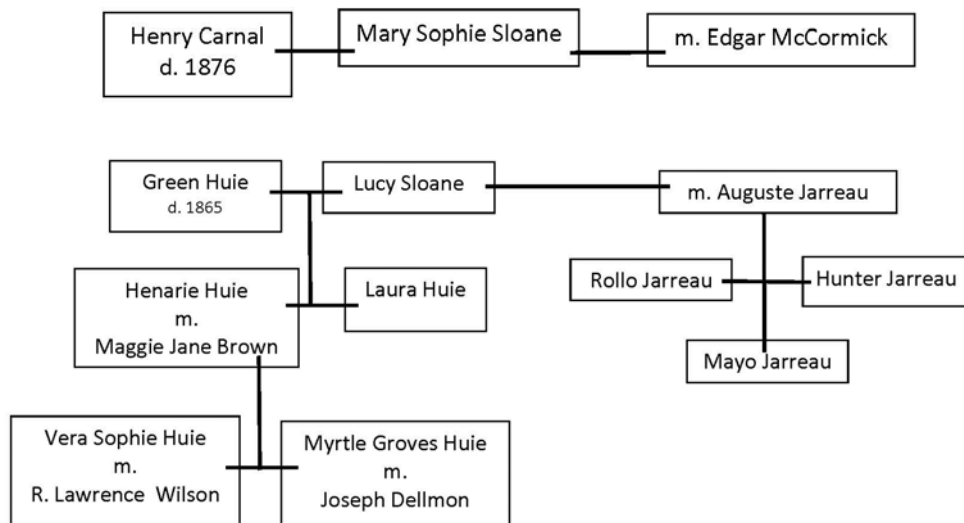 Henry Carnal
d. 1876
Mary Sophie Sloane
m. Edgar McCormick
Green Huie
d. 1865
Lucy Sloane
m. Auguste Jarreau
Henarie Huie
m.
Maggie Jane Brown
Laura Huie
Rollo Jarreau
Hunter Jarreau
Mayo Jarreau
Vera Sophie Huie
m.
R. Lawrence Wilson
Myrtle Groves Huie
m.
Joseph Dellmon